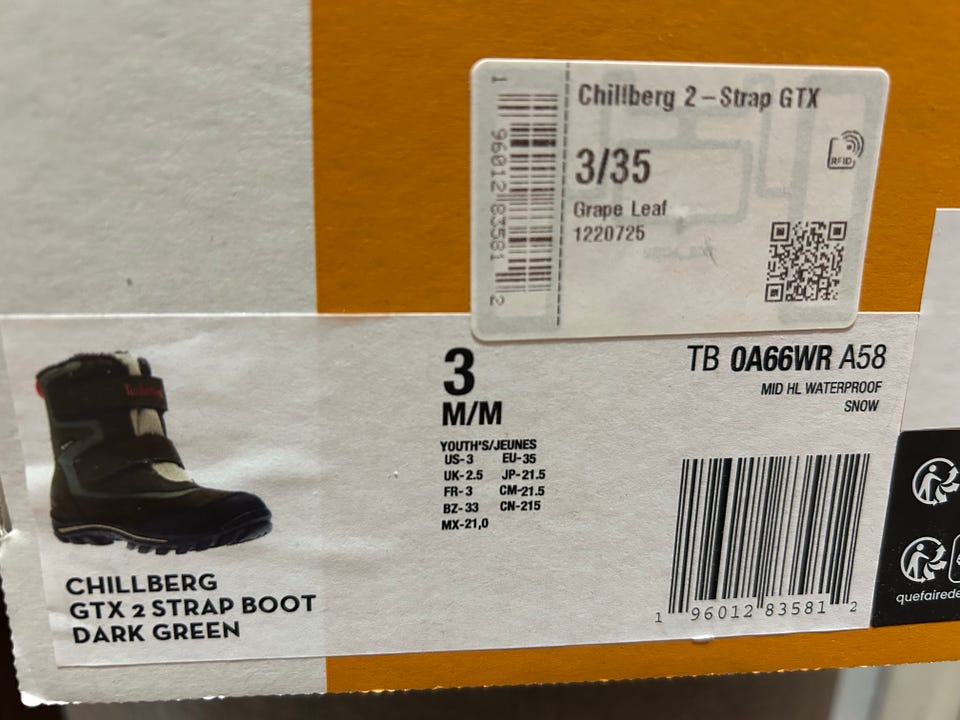 Chillberg 2-Strap GTX
3/35
Grape Leaf
1220725
RFID
1 96012 83581 2
3
M/M
YOUTH'S/JEUNES
US-3 EU-35
UK-2.5 JP-21.5
FR-3 CM-21.5
BZ-33 CN-215
MX-21,0
TB 0A66WR A58
MID HL WATERPROOF
SNOW
1 96012 83581 2
CHILLBERG
GTX 2 STRAP BOOT
DARK GREEN
quefairede